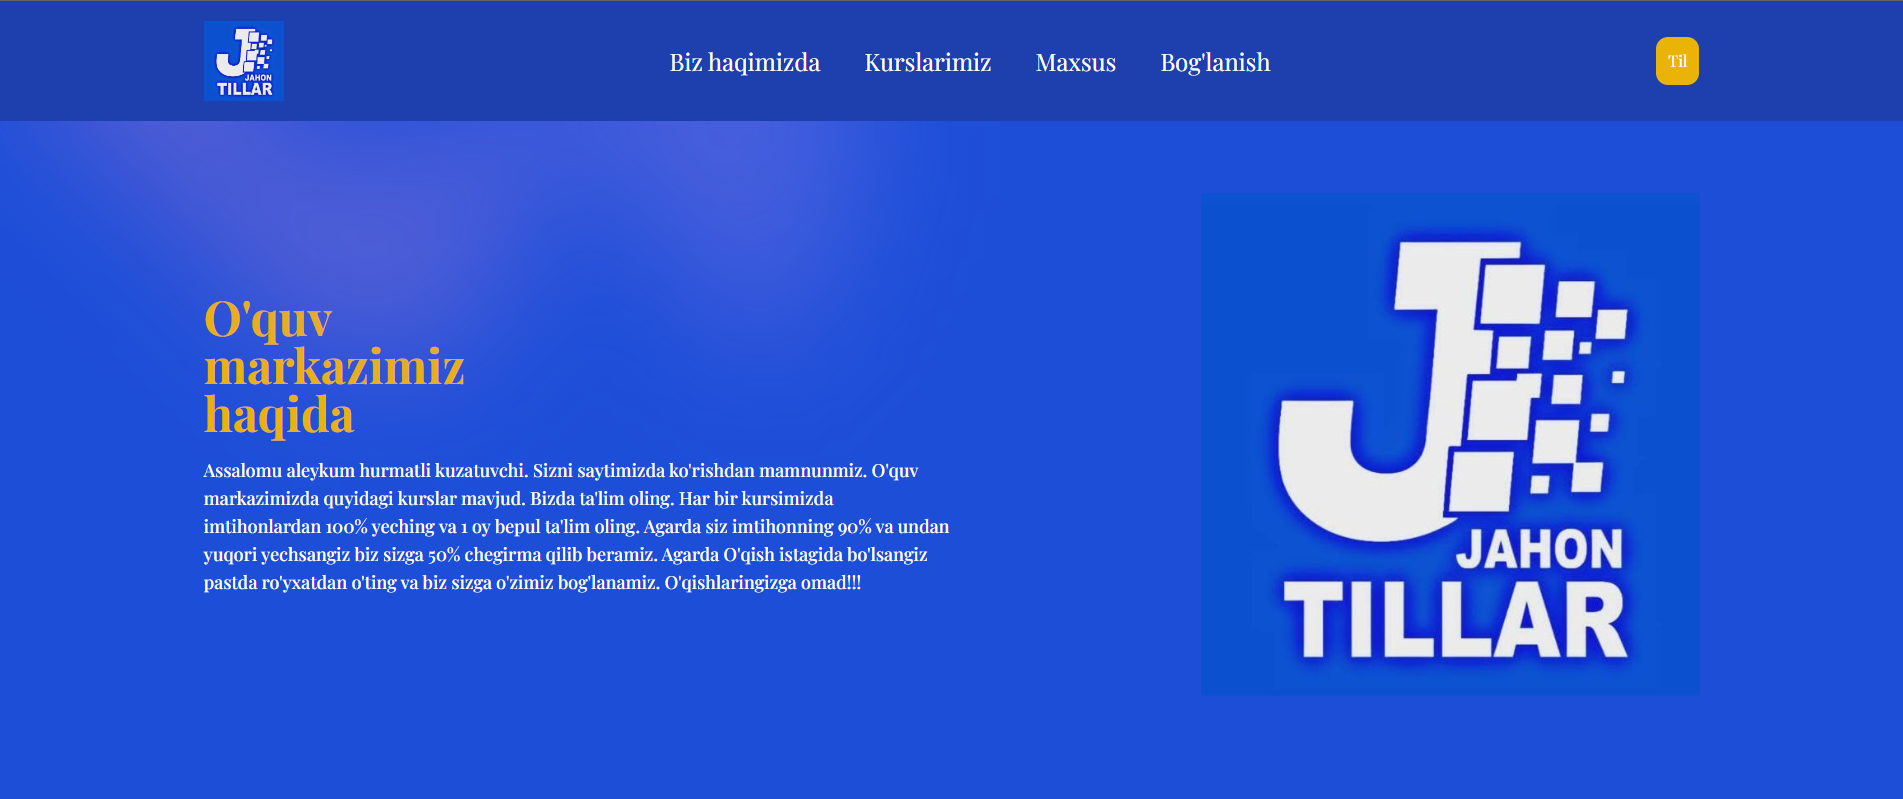 JAHON
TILLAR
Biz haqimizda
Kurslarimiz
Maxsus
Bog'lanish
Til
O'quv
markazimiz
haqida
Assalomu aleykum hurmatli kuzatuvchi. Sizni saytimizda ko'rishdan mamnunmiz. O'quv
markazimizda quyidagi kurslar mavjud. Bizda ta'lim oling. Har bir kursimizda
imtihonlardan 100% yeching va 1 oy bepul ta'lim oling. Agarda siz imtihonning 90% va undan
yuqori yechsangiz biz sizga 50% chegirma qilib beramiz. Agarda O'qish istagida bo'lsangiz
pastda ro'yxatdan o'ting va biz sizga o'zimiz bog'lanamiz. O'qishlaringizga omad!!!
J
JAHON
TILLAR